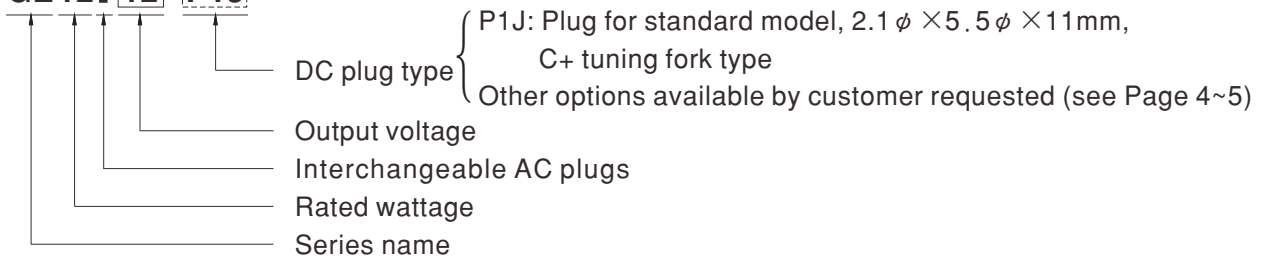 P1J: Plug for standard model, 2.1φ×5.5φ×11mm,
C+ tuning fork type
DC plug type
Other options available by customer requested (see Page 4~5)
Output voltage
Interchangeable AC plugs
Rated wattage
Series name